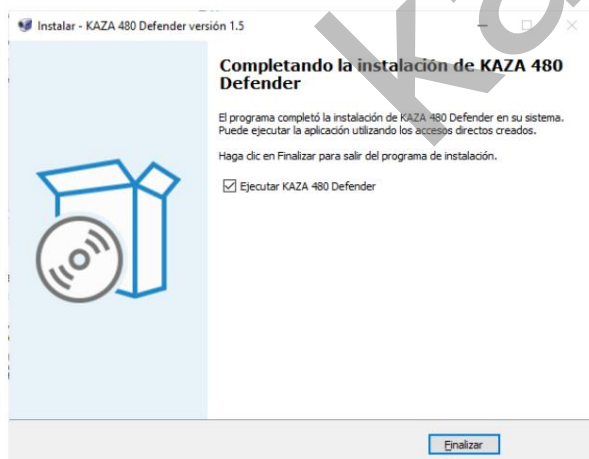 Instalar - KAZA 480 Defender versión 1.5
Completando la instalación de KAZA 480
Defender
El programa completó la instalación de KAZA 480 Defender en su sistema.
Puede ejecutar la aplicación utilizando los accesos directos creados.
Haga clic en Finalizar para salir del programa de instalación.
Ejecutar KAZA 480 Defender
Finalizar